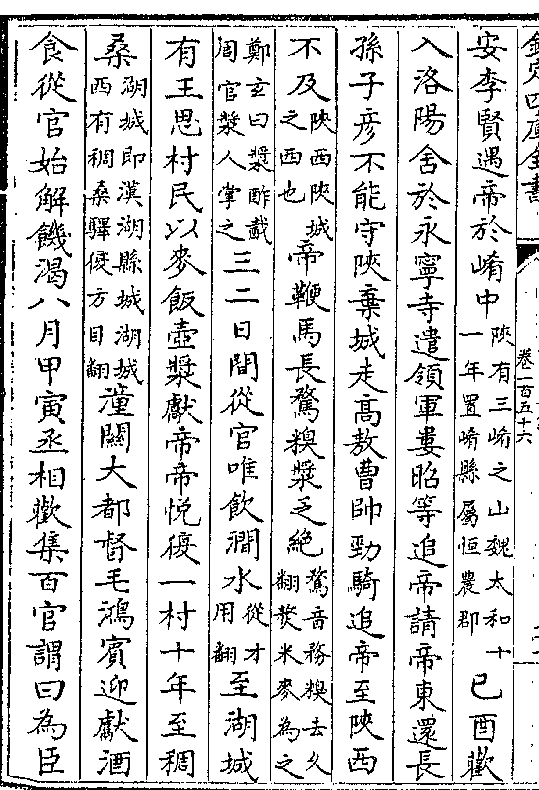 欽定四庫全書
卷一百五十六
安李賢遇帝於崤中陜有三崤之山魏太和十一年置崤縣屬恒農郡己酉歡
入洛陽舍於永寧寺遣領軍婁昭等追帝請帝東還長
孫子彦不能守陜棄城走髙敖曹帥勁騎追帝至陜西
不及陜西陜城之西也帝鞭馬長騖糗漿乏絶騖音務糗去久翻熬米麥為之
鄭玄曰漿酢酨周官漿人掌之三二日間從官唯飲澗水從才用翻至湖城
有王思村民以麥飯壺漿獻帝帝悅復一村十年至稠
桑湖城即漢湖縣城湖城西有稠桑驛復方目翻潼關大都督毛鴻賓迎獻酒
食從官始解饑渴八月甲寅丞相歡集百官謂曰為臣